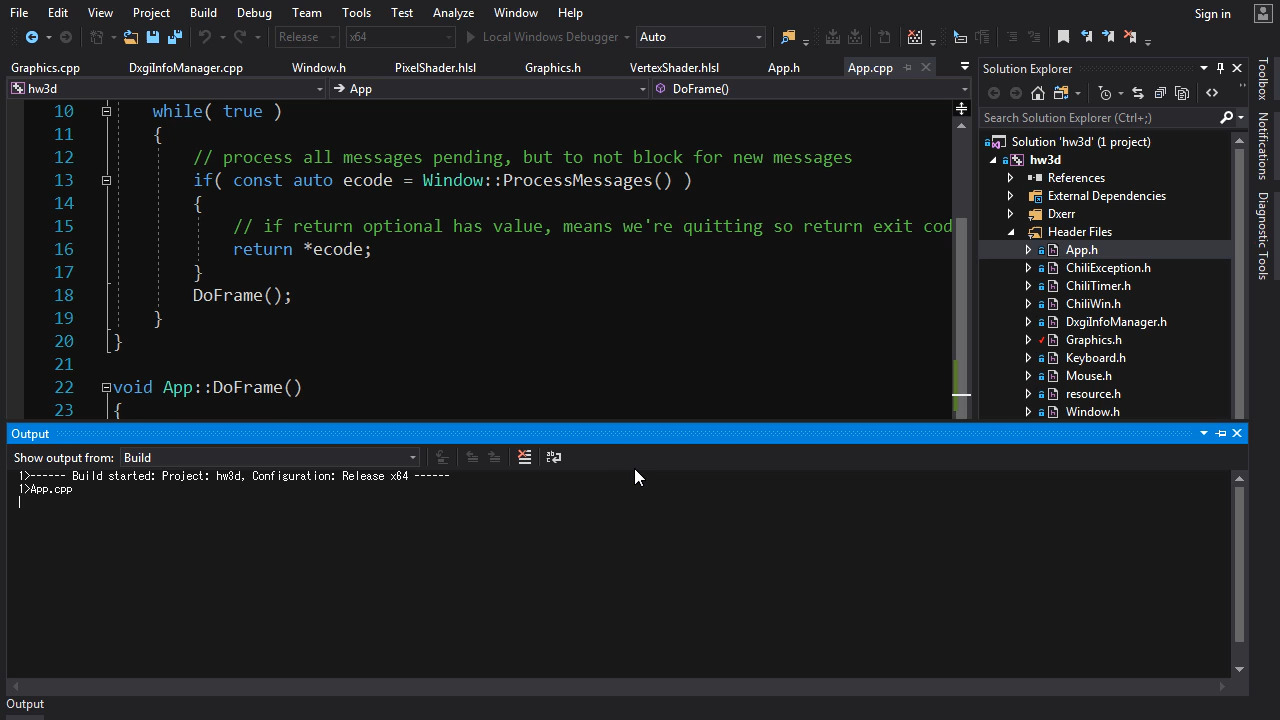 File Edit View Project Build Debug Team Tools Test Analyze Window Help Sign in
Release x64 Local Windows Debugger Auto
Graphics.cpp DxgiInfoManager.cpp Window.h PixelShader.hlsl Graphics.h VertexShader.hlsl App.h App.cpp
hw3d App DoFrame()
10 while( true )
11 {
12 // process all messages pending, but to not block for new messages
13 if( const auto ecode = Window::ProcessMessages() )
14 {
15 // if return optional has value, means we're quitting so return exit cod
16 return *ecode;
17 }
18 DoFrame();
19 }
20 }
21
22 void App::DoFrame()
23 {
Solution Explorer
Search Solution Explorer (Ctrl+;)
Solution 'hw3d' (1 project)
hw3d
References
External Dependencies
Dxerr
Header Files
App.h
ChiliException.h
ChiliTimer.h
ChiliWin.h
DxgiInfoManager.h
Graphics.h
Keyboard.h
Mouse.h
resource.h
Window.h
Toolbox
Notifications
Diagnostic Tools
Output
Show output from: Build
1>------ Build started: Project: hw3d, Configuration: Release x64 ------
1>App.cpp
Output